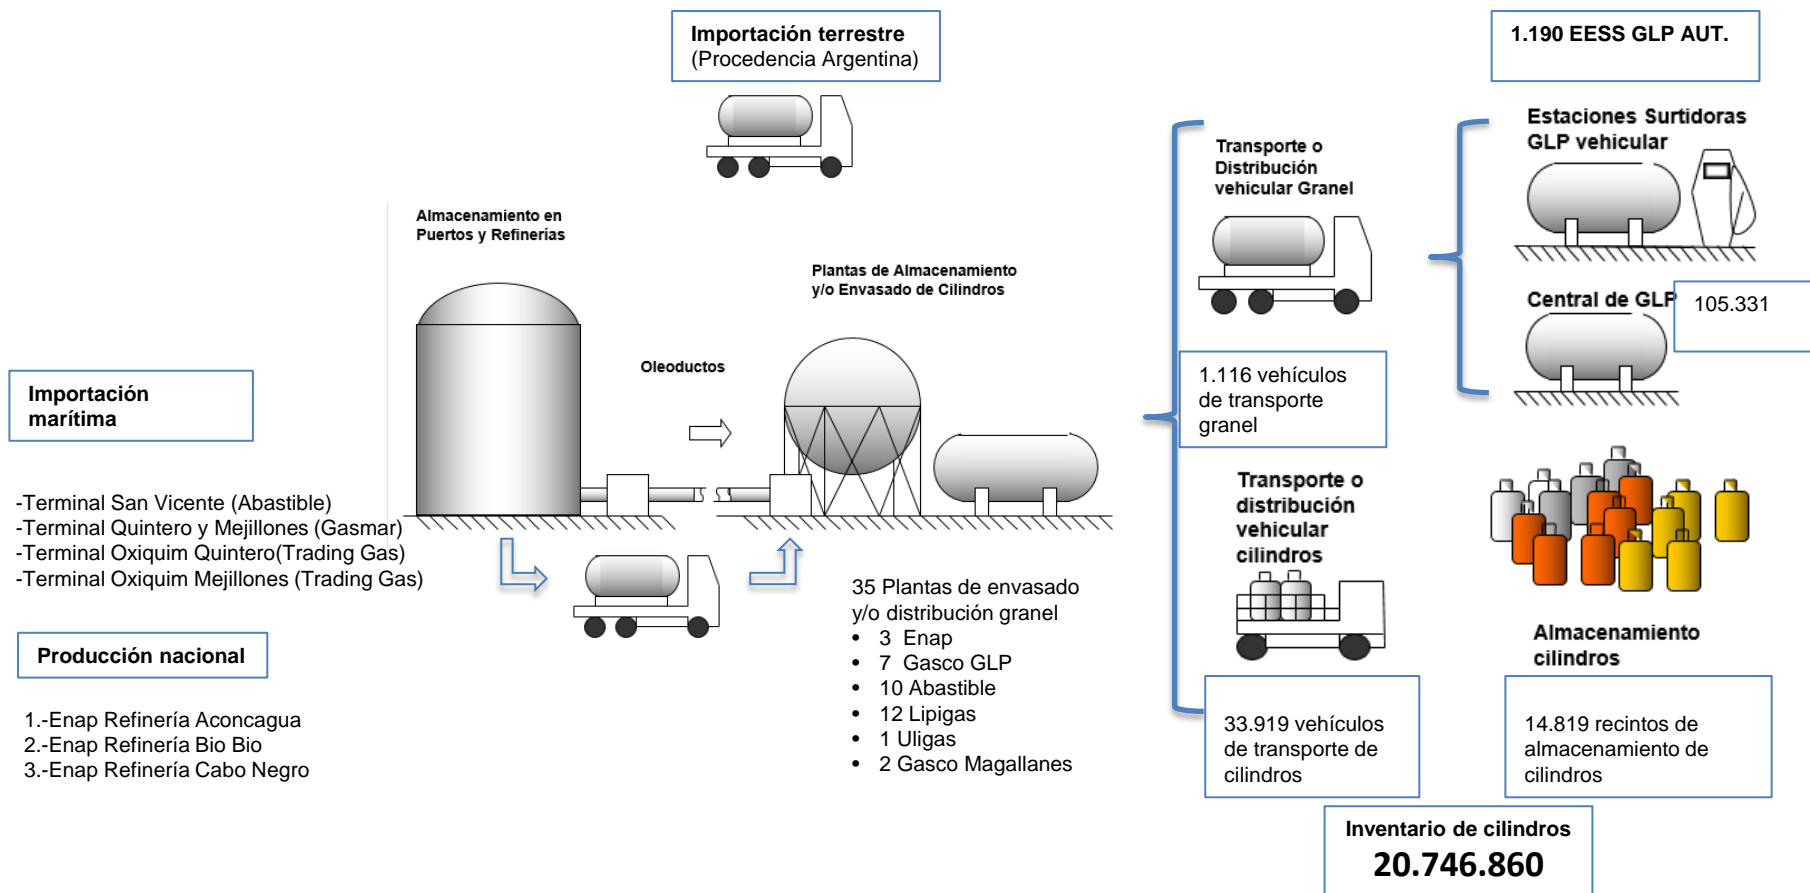 Importación terrestre
(Procedencia Argentina)
1.190 EESS GLP AUT.
Estaciones Surtidoras
GLP vehicular
Transporte o
Distribución
vehicular Granel
Almacenamiento en
Puertos y Refinerías
Plantas de Almacenamiento
y/o Envasado de Cilindros
Central de GLP
105.331
Oleoductos
1.116 vehículos
de transporte
granel
Importación
marítima
-Terminal San Vicente (Abastible)
-Terminal Quintero y Mejillones (Gasmar)
-Terminal Oxiquim Quintero(Trading Gas)
-Terminal Oxiquim Mejillones (Trading Gas)
Producción nacional
1.-Enap Refinería Aconcagua
2.-Enap Refinería Bio Bio
3.-Enap Refinería Cabo Negro
35 Plantas de envasado
y/o distribución granel
• 3 Enap
• 7 Gasco GLP
• 10 Abastible
• 12 Lipigas
• 1 Uligas
• 2 Gasco Magallanes
Transporte o
distribución
vehicular
cilindros
33.919 vehículos
de transporte de
cilindros
Almacenamiento
cilindros
14.819 recintos de
almacenamiento de
cilindros
Inventario de cilindros
20.746.860